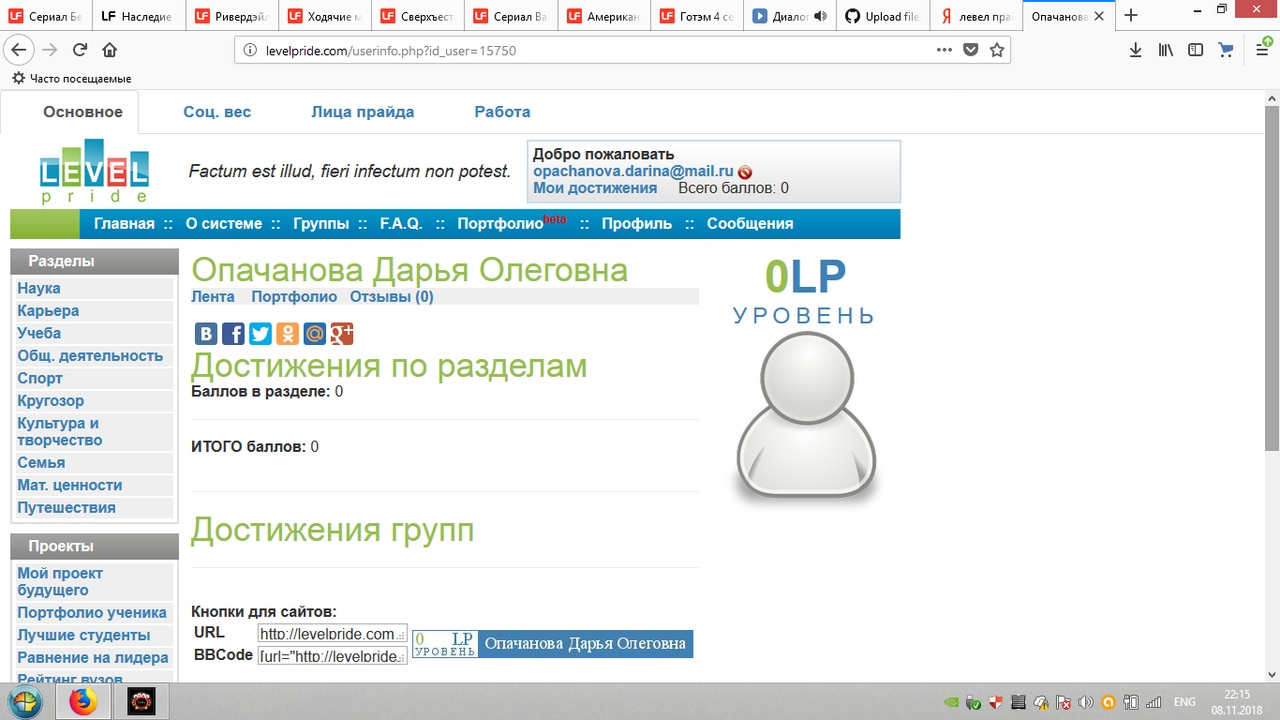 Сериал Бе
Наследие
Ривердэйл
Ходячие м
Сверхъест
Сериал Ва
Американ
Готэм 4 се
Диалог
Upload file
левел пра
Опачанова
levelpride.com/userinfo.php?id_user=15750
Часто посещаемые
Основное Соц. вес Лица прайда Работа
LEVEL
pride
Factum est illud, fieri infectum non potest.
Добро пожаловать
opachanova.darina@mail.ru
Мои достижения Всего баллов: 0
Главная :: О системе :: Группы :: F.A.Q. :: Портфолио beta :: Профиль :: Сообщения
Разделы
Наука
Карьера
Учеба
Общ. деятельность
Спорт
Кругозор
Культура и
творчество
Семья
Мат. ценности
Путешествия
Проекты
Мой проект
будущего
Портфолио ученика
Лучшие студенты
Равнение на лидера
Рейтинг вузов
Опачанова Дарья Олеговна
Лента Портфолио Отзывы (0)
Достижения по разделам
Баллов в разделе: 0
ИТОГО баллов: 0
Достижения групп
Кнопки для сайтов:
URL http://levelpride.com
BBCode [url="http://levelpride.
0 LP
УРОВЕНЬ
Опачанова Дарья Олеговна
0LP
УРОВЕНЬ
ENG
22:15
08.11.2018